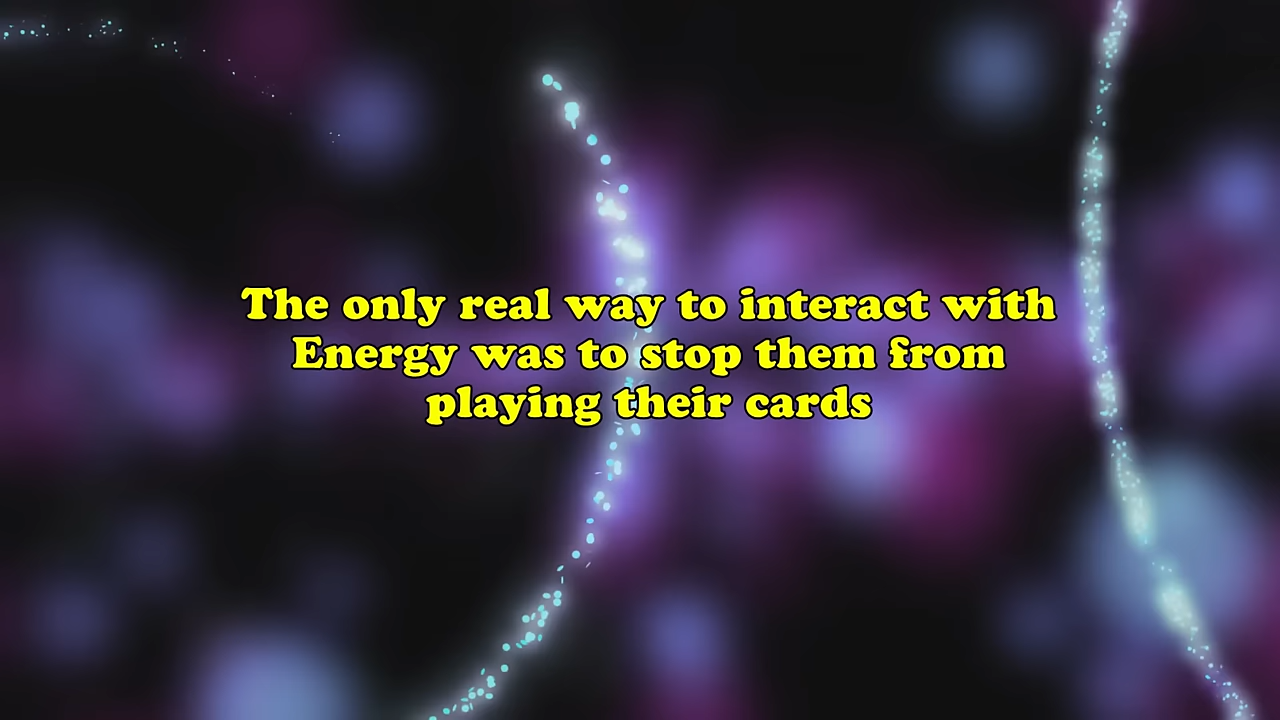 The only real way to interact with
Energy was to stop them from
playing their cards